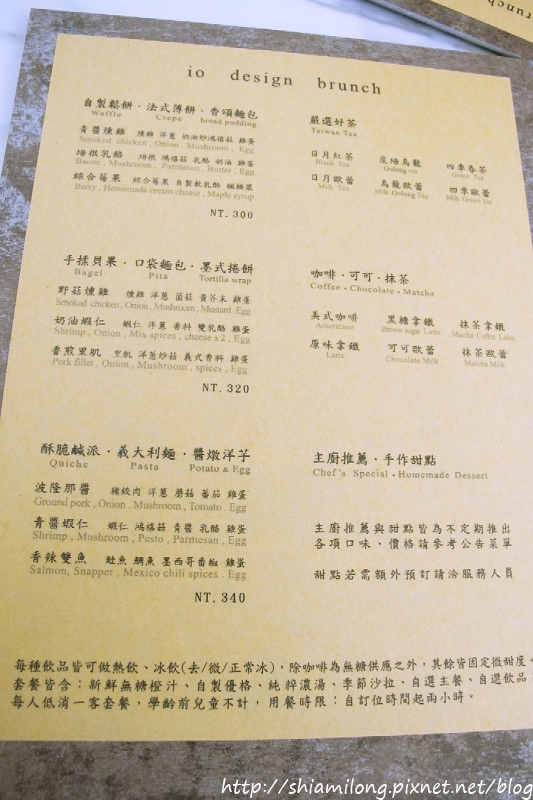 runch
io design brunch
自製鬆餅·法式薄餅·香頌麵包
Waffle Crepe bread pudding
青醬燻雞 燻雞 洋蔥 奶油炒鴻禧菇 雞蛋
Smoked chicken , Onion . Mushroom , Egg
培根乳酪 培根 鴻禧菇 乳酪 奶油 雞蛋
Bacon , Mushroom , Parmesan , Butter , Egg
綜合莓果 綜合莓果 自製軟乳酪 楓糖漿
Berry , Homemade cream cheese , Maple syrup
NT.300
手揉貝果·口袋麵包·墨式捲餅
Bagel Pita Tortilla wrap
野菇燻雞 燻雞 洋蔥 菌菇 黃芥末 雞蛋
Smoked chicken , Onion . Mushroom , Mustard . Egg
奶油蝦仁 蝦仁 洋蔥 香料 雙乳酪 雞蛋
Shrimp , Onion , Mix spices , cheese x 2 , Egg
香煎里肌 里肌 洋蔥炒菇 義式香料 雞蛋
Pork fillet , Onion . Mushroom , spices , Egg
NT.320
酥脆鹹派·義大利麵·醬燉洋芋
Quiche Pasta Potato & Egg
波隆那醬 豬絞肉 洋蔥 蘑菇 蕃茄 雞蛋
Ground pork , Onion . Mushroom , Tomato Egg
青醬蝦仁 蝦仁 鴻禧菇 青醬 乳酪 雞蛋
Shrimp , Mushroom , Pesto , Parmesan , Egg
香辣雙魚 鮭魚 鯛魚 墨西哥番椒 雞蛋
Salmon, Snapper , Mexico chili spices . Egg
NT.340
嚴選好茶
Taiwan Tea
日月紅茶 炭培烏龍 四季春茶
Black Tea Oolong tea Green Tea
日月歐蕾 烏龍歐蕾 四季歐蕾
Milk Tea Milk Oolong Tea Milk Green Tea
咖啡·可可·抹茶
Coffee · Chocolate · Matcha
美式咖啡 黑糖拿鐵 抹茶拿鐵
Americano Brown sugar Latte Matcha Coffee Latte
原味拿鐵 可可歐蕾 抹茶歐蕾
Latte Chocolate Milk Matcha Milk
主廚推薦·手作甜點
Chef's Special · Homemade Dessert
主廚推薦與甜點皆為不定期推出
各項口味、價格請參考公告菜單
甜點若需額外預訂請洽服務人員
每種飲品皆可做熱飲、冰飲(去/微/正常冰)，除咖啡為無糖供應之外，其餘皆固定微甜度。
套餐皆含：新鮮無糖橙汁、自製優格、純粹濃湯、季節沙拉、自選主餐、自選飲品
每人低消一客套餐，學齡前兒童不計，用餐時限：自訂位時間起兩小時。
http://shiamilong.pixnet.net/blog